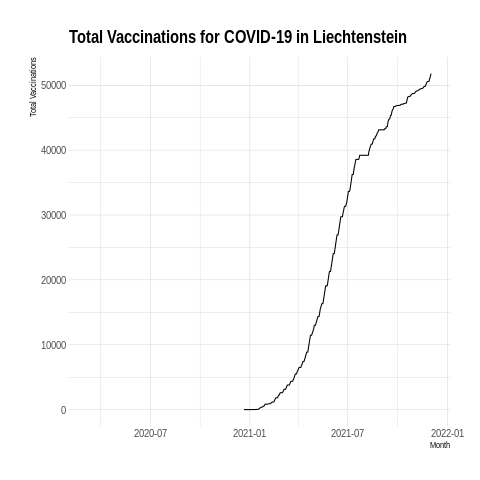 Total Vaccinations for COVID-19 in Liechtenstein
Total Vaccinations
50000
40000
30000
20000
10000
0
2020-07 2021-01 2021-07 2022-01
Month